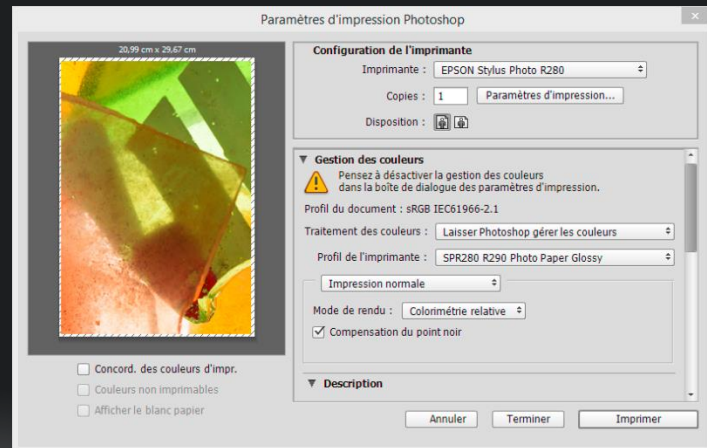 Paramètres d'impression Photoshop
20,99 cm x 29,67 cm
Concord. des couleurs d'impr.
Couleurs non imprimables
Afficher le blanc papier
Configuration de l'imprimante
Imprimante : EPSON Stylus Photo R280
Copies : 1 Paramètres d'impression...
Disposition :
Gestion des couleurs
Pensez à désactiver la gestion des couleurs
dans la boîte de dialogue des paramètres d'impression.
Profil du document : sRGB IEC61966-2.1
Traitement des couleurs : Laisser Photoshop gérer les couleurs
Profil de l'imprimante : SPR280 R290 Photo Paper Glossy
Impression normale
Mode de rendu : Colorimétrie relative
Compensation du point noir
Description
Annuler Terminer Imprimer